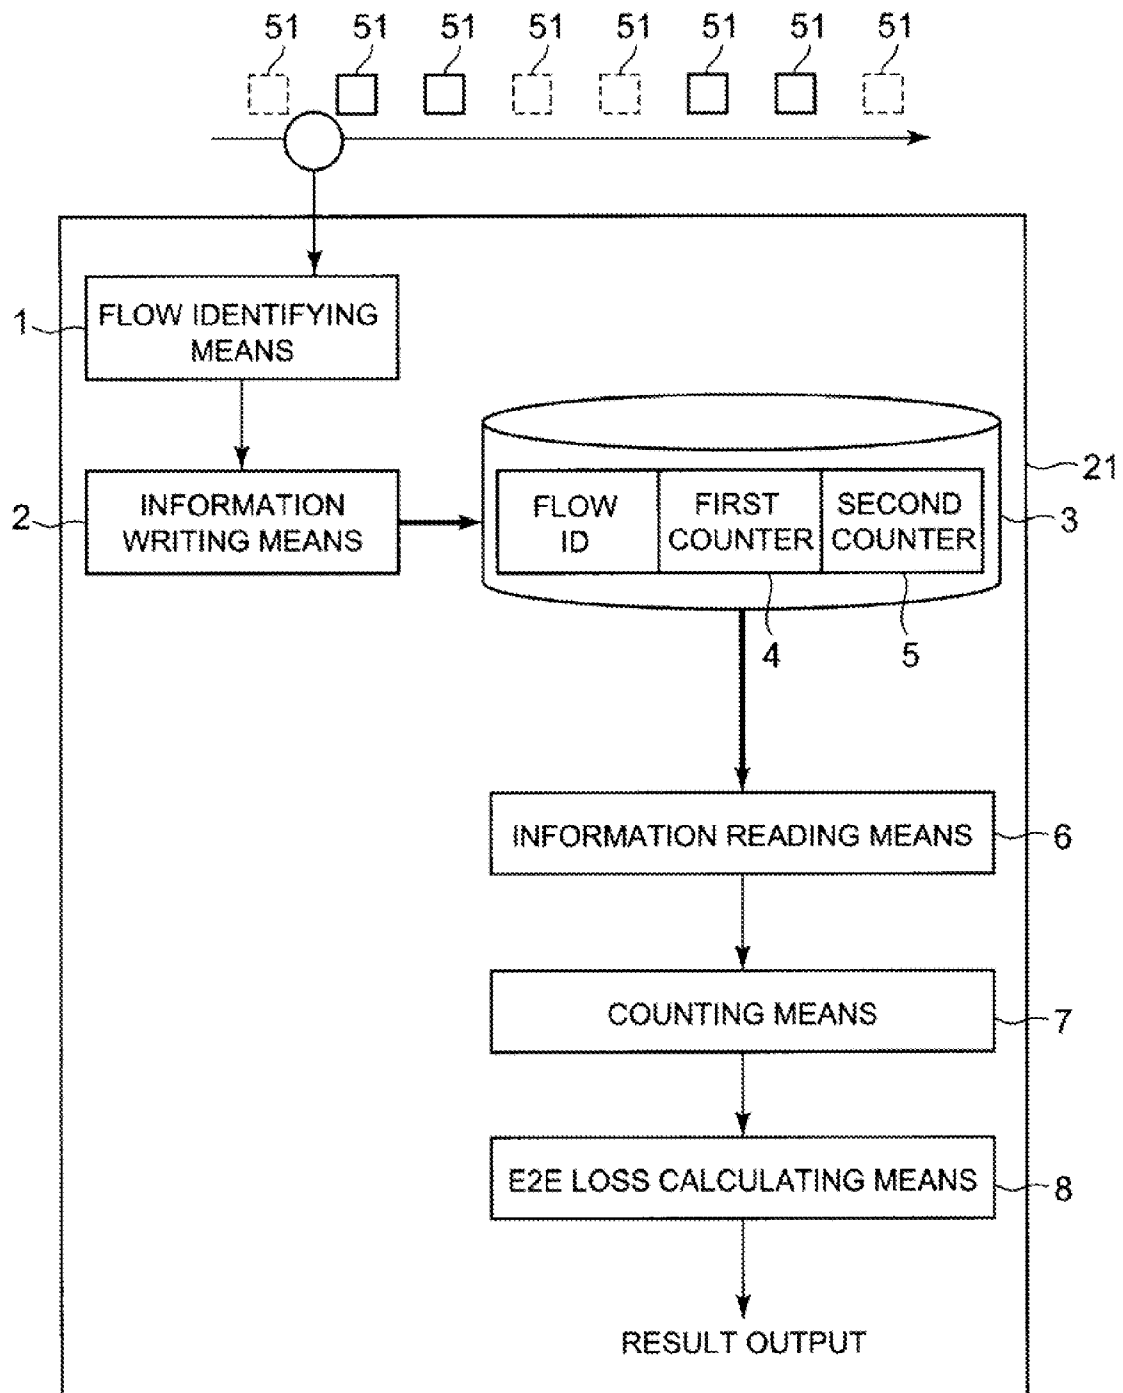 51 51 51 51 51 51 51 51
1
FLOW IDENTIFYING
MEANS
2
INFORMATION
WRITING MEANS
FLOW
ID
FIRST
COUNTER
SECOND
COUNTER
21
3
4
5
INFORMATION READING MEANS
6
COUNTING MEANS
7
E2E LOSS CALCULATING MEANS
8
RESULT OUTPUT